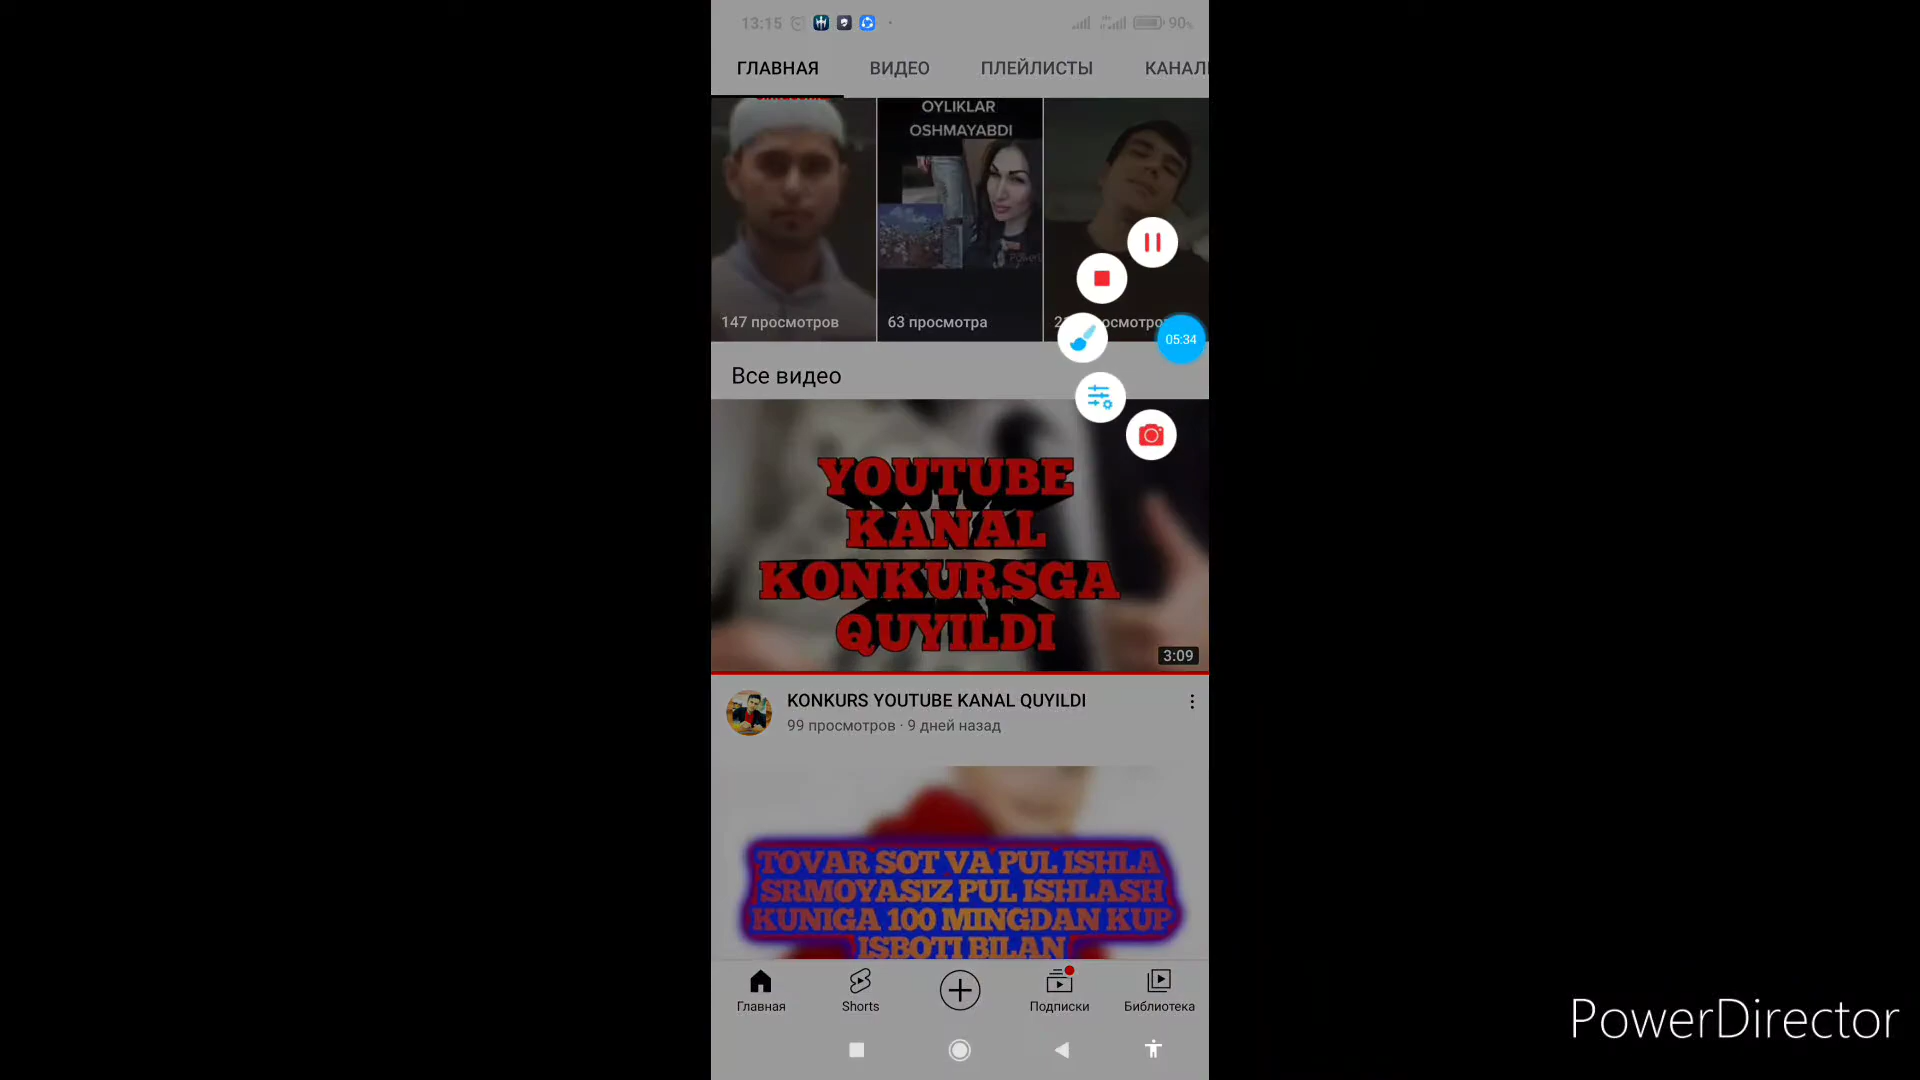 13:15
90%
ГЛАВНАЯ ВИДЕО ПЛЕЙЛИСТЫ КАНАЛ
OYLIKLAR
OSHMAYABDI
147 просмотров
63 просмотра
05:34
Все видео
YOUTUBE
KANAL
KONKURSGA
QUYILDI
3:09
KONKURS YOUTUBE KANAL QUYILDI
99 просмотров · 9 дней назад
TOVAR SOT VA PUL ISHLA
SRMOYASIZ PUL ISHLASH
KUNIGA 100 MINGDAN KUP
ISBOTI BILAN
Главная Shorts Подписки Библиотека
PowerDirector